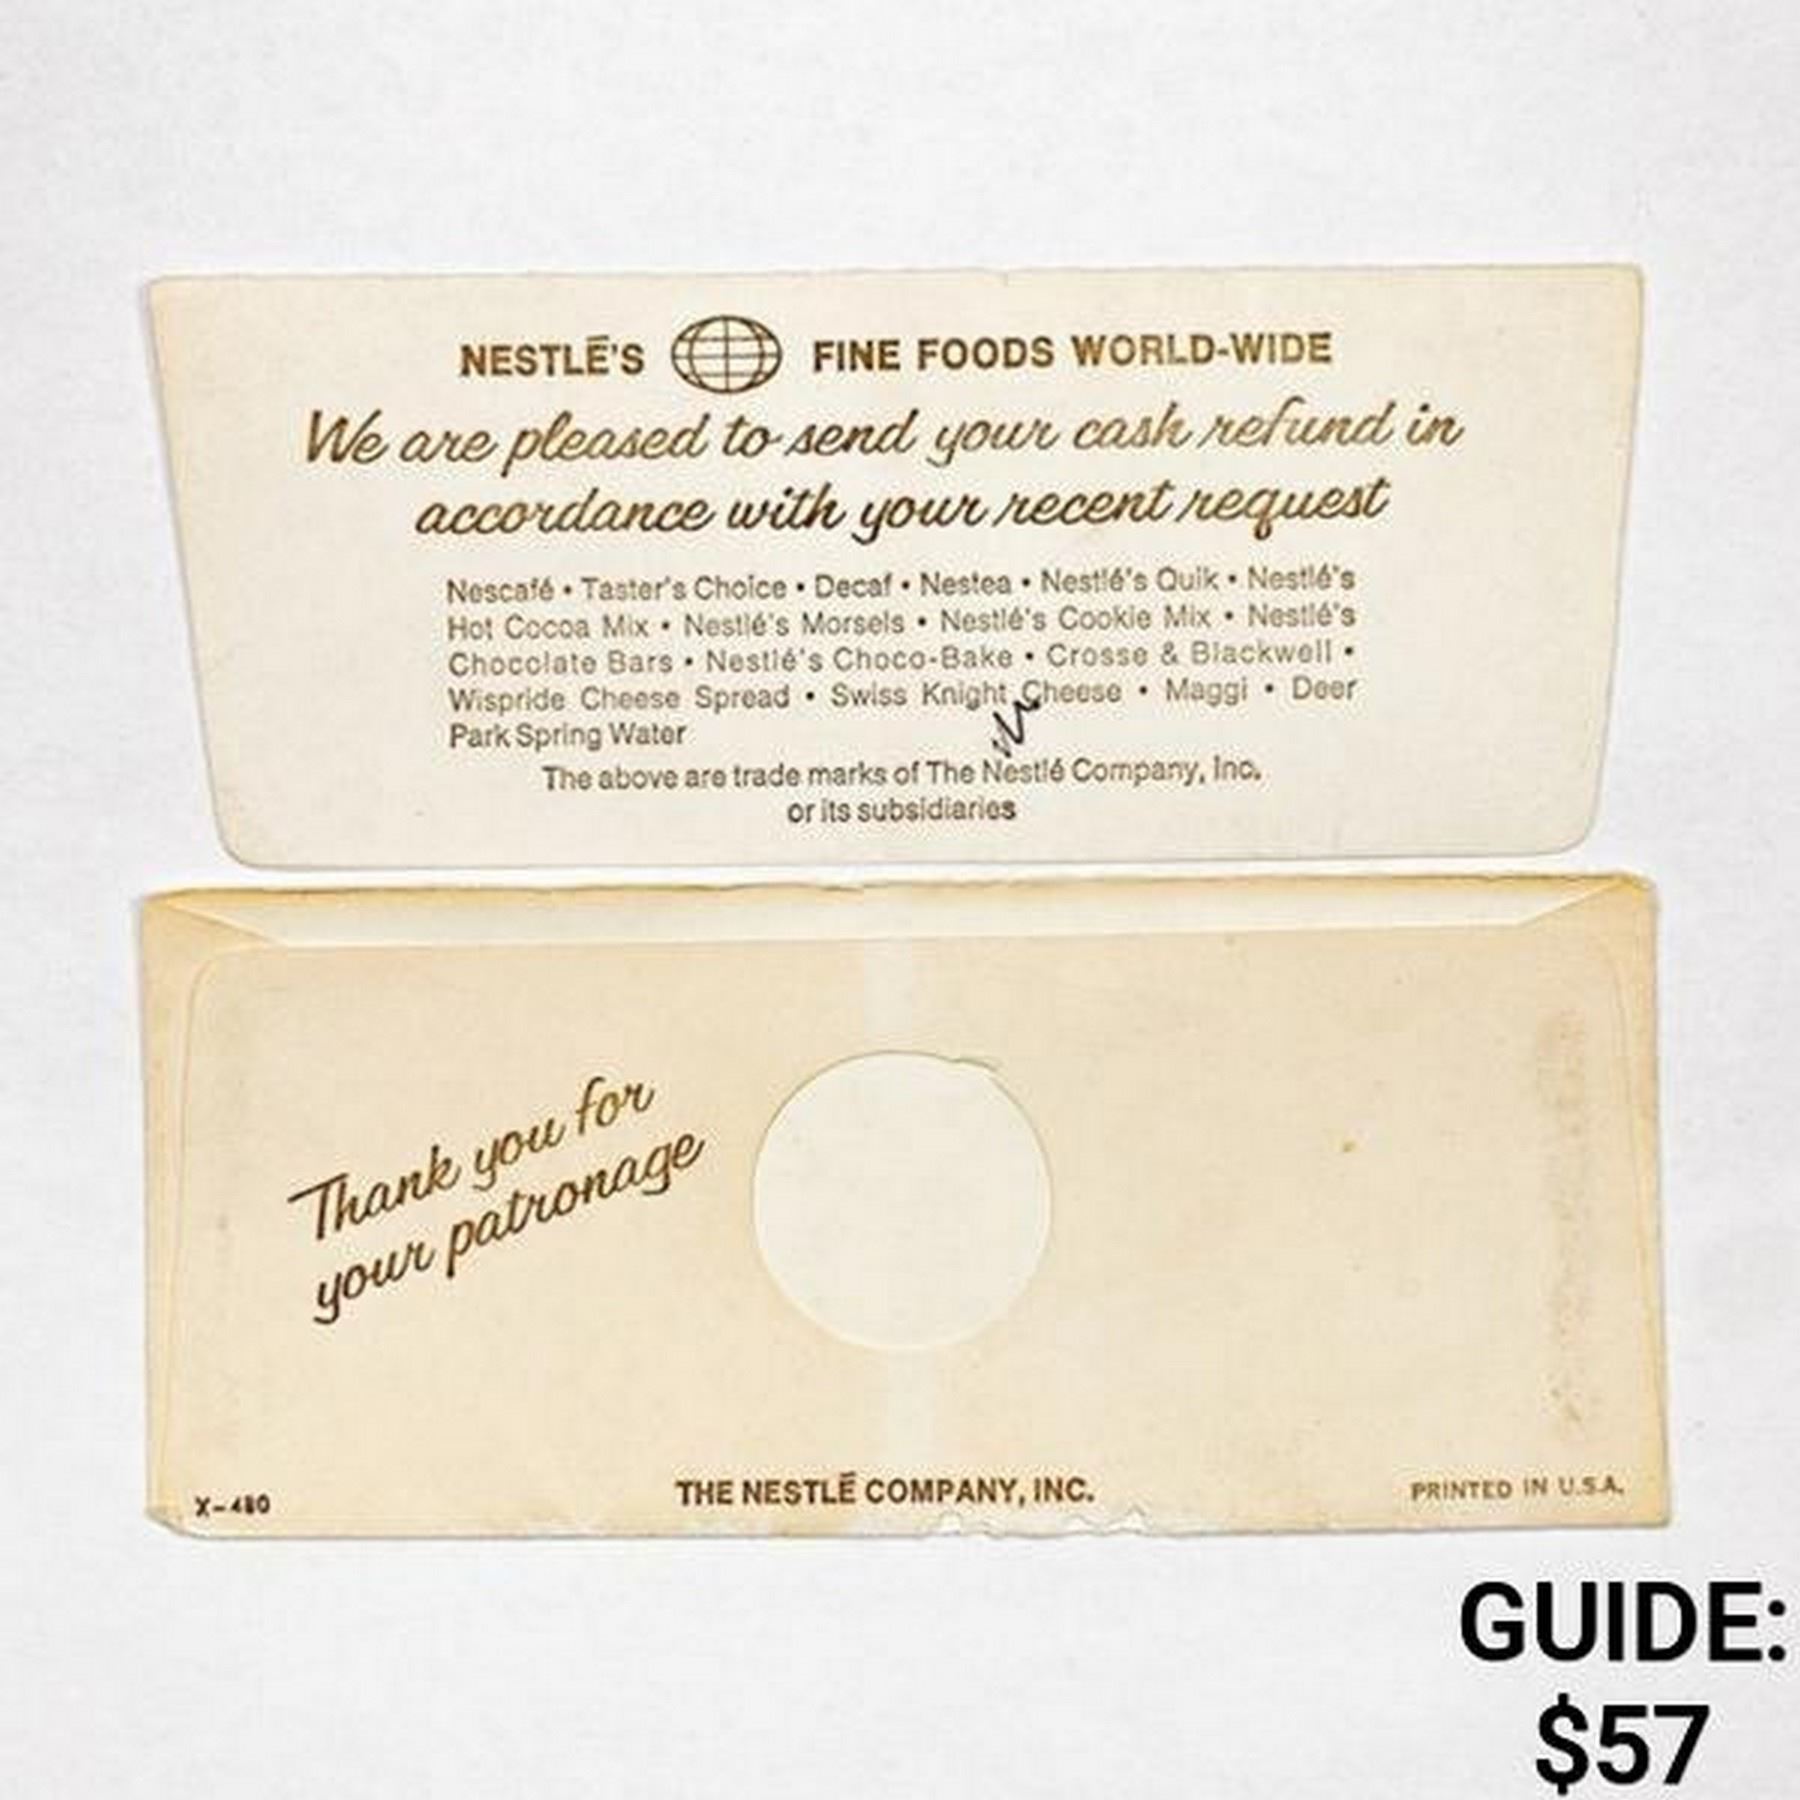 NESTLÉ'S FINE FOODS WORLD-WIDE
We are pleased to send your cash refund in
accordance with your recent request
Nescafé • Taster's Choice • Decaf • Nestea • Nestlé's Quik • Nestlé's
Hot Cocoa Mix • Nestlé's Morsels • Nestlé's Cookie Mix • Nestlé's
Chocolate Bars • Nestlé's Choco-Bake • Crosse & Blackwell •
Wispride Cheese Spread • Swiss Knight Cheese • Maggi • Deer
Park Spring Water
The above are trade marks of The Nestlé Company, Inc.
or its subsidiaries
Thank you for
your patronage
X-480
THE NESTLÉ COMPANY, INC.
PRINTED IN U.S.A.
GUIDE:
$57